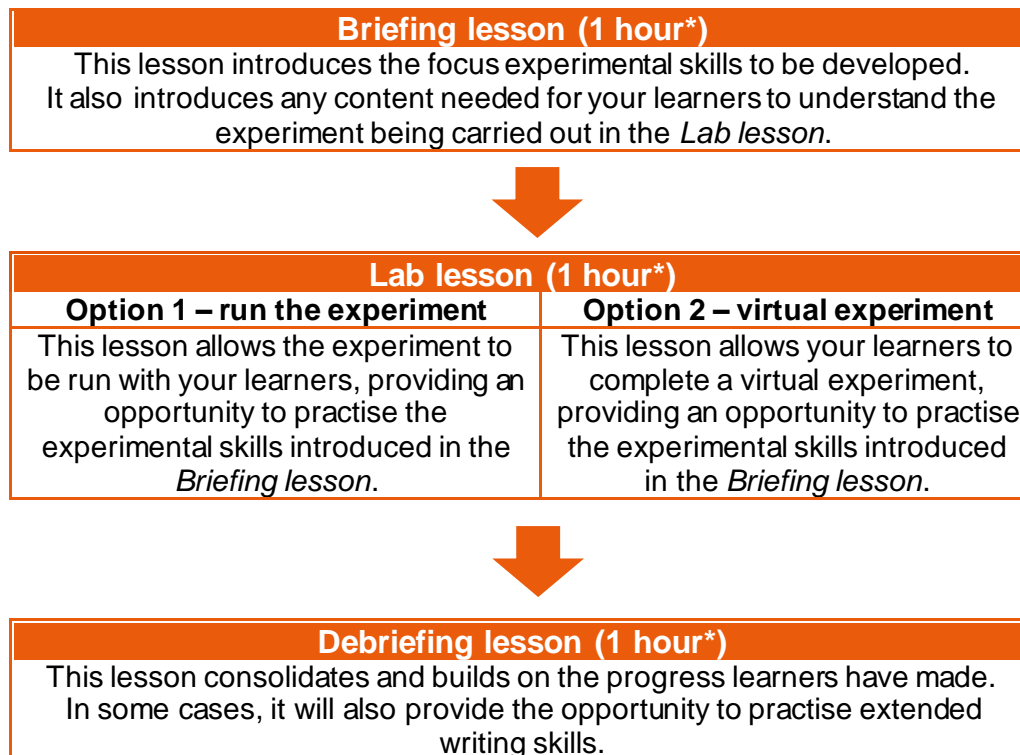 Briefing lesson (1 hour*)
This lesson introduces the focus experimental skills to be developed.
It also introduces any content needed for your learners to understand the
experiment being carried out in the Lab lesson.
Lab lesson (1 hour*)
Option 1 – run the experiment
This lesson allows the experiment to
be run with your learners, providing an
opportunity to practise the
experimental skills introduced in the
Briefing lesson.
Option 2 – virtual experiment
This lesson allows your learners to
complete a virtual experiment,
providing an opportunity to practise
the experimental skills introduced
in the Briefing lesson.
Debriefing lesson (1 hour*)
This lesson consolidates and builds on the progress learners have made.
In some cases, it will also provide the opportunity to practise extended
writing skills.